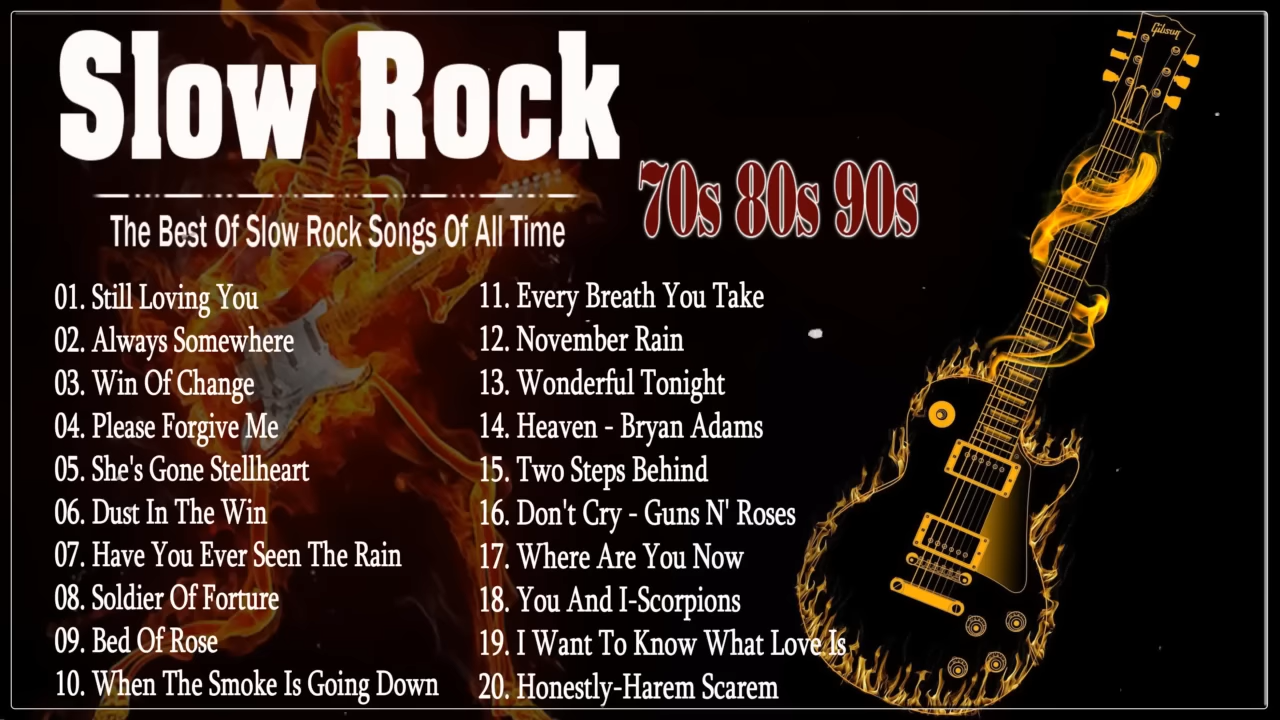 Slow Rock
70s 80s 90s
The Best Of Slow Rock Songs Of All Time
01. Still Loving You
02. Always Somewhere
03. Win Of Change
04. Please Forgive Me
05. She's Gone Stellheart
06. Dust In The Win
07. Have You Ever Seen The Rain
08. Soldier Of Forture
09. Bed Of Rose
10. When The Smoke Is Going Down
11. Every Breath You Take
12. November Rain
13. Wonderful Tonight
14. Heaven - Bryan Adams
15. Two Steps Behind
16. Don't Cry - Guns N' Roses
17. Where Are You Now
18. You And I-Scorpions
19. I Want To Know What Love Is
20. Honestly-Harem Scarem
Gibson